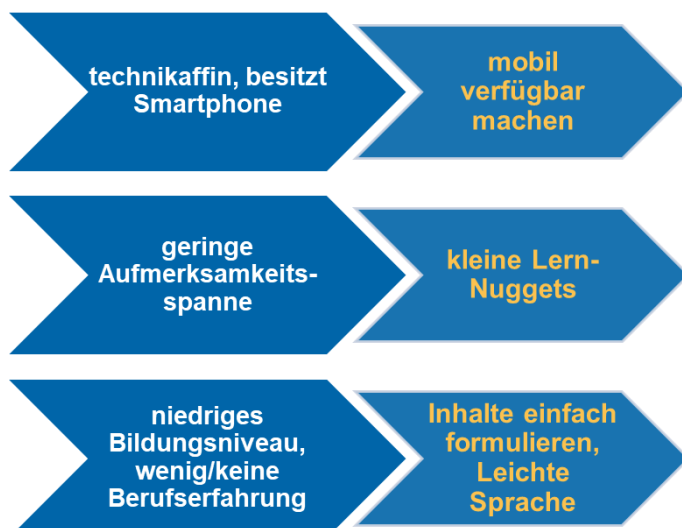 technikaffin, besitzt
Smartphone
mobil
verfügbar
machen
geringe
Aufmerksamkeits-
spanne
kleine Lern-
Nuggets
niedriges
Bildungsniveau,
wenig/keine
Berufserfahrung
Inhalte einfach
formulieren,
Leichte
Sprache